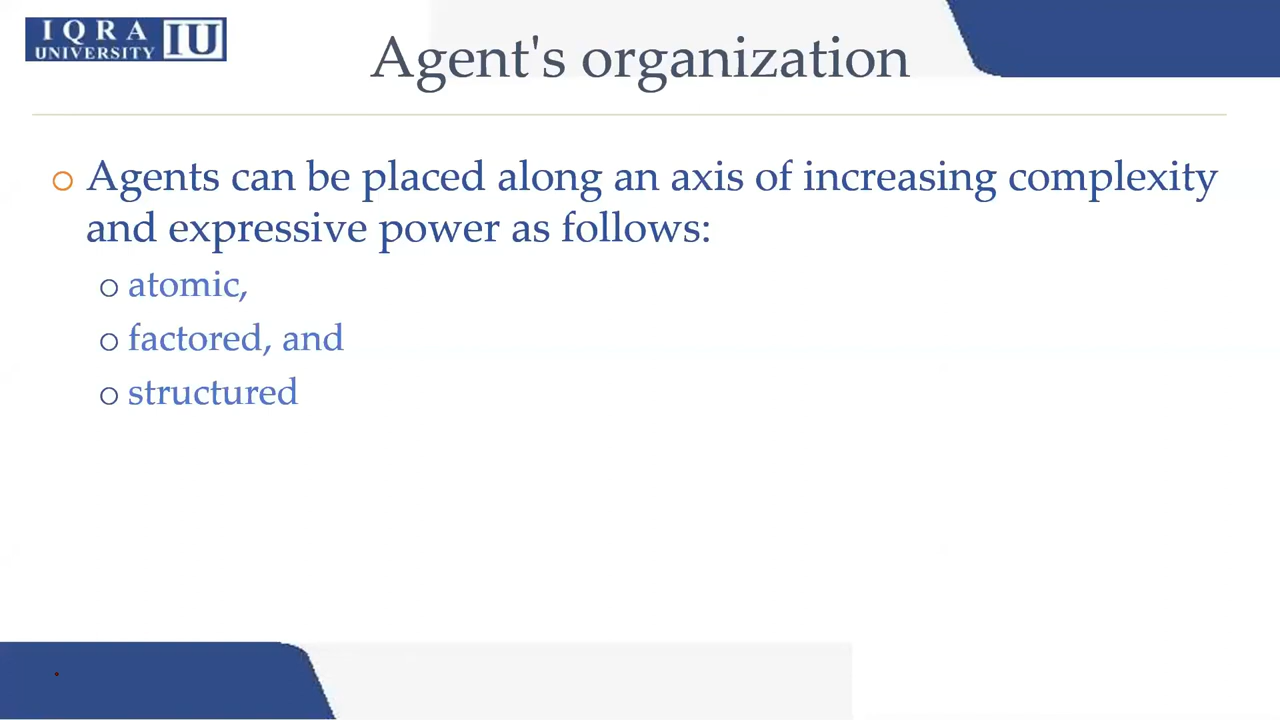 IQRA
UNIVERSITY IU
Agent's organization
Agents can be placed along an axis of increasing complexity
and expressive power as follows:
atomic,
factored, and
structured